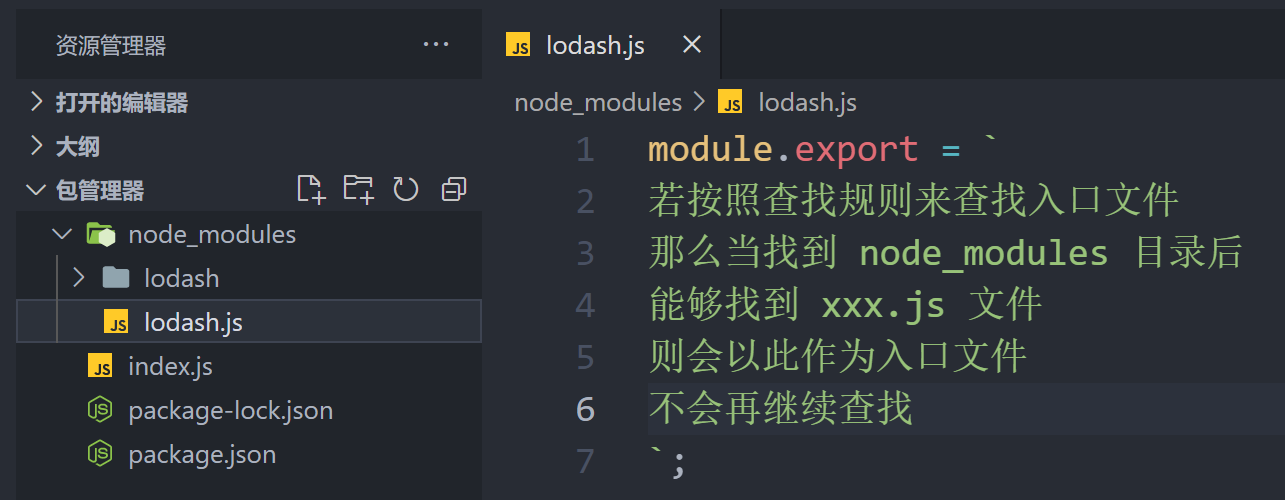 资源管理器 ···
打开的编辑器
大纲
包管理器
node_modules
lodash
JS lodash.js
JS index.js
JS package-lock.json
JS package.json
JS lodash.js ×
node_modules > JS lodash.js
1 module.export = `
2 若按照查找规则来查找入口文件
3 那么当找到 node_modules 目录后
4 能够找到 xxx.js 文件
5 则会以此作为入口文件
6 不会再继续查找
7 `;